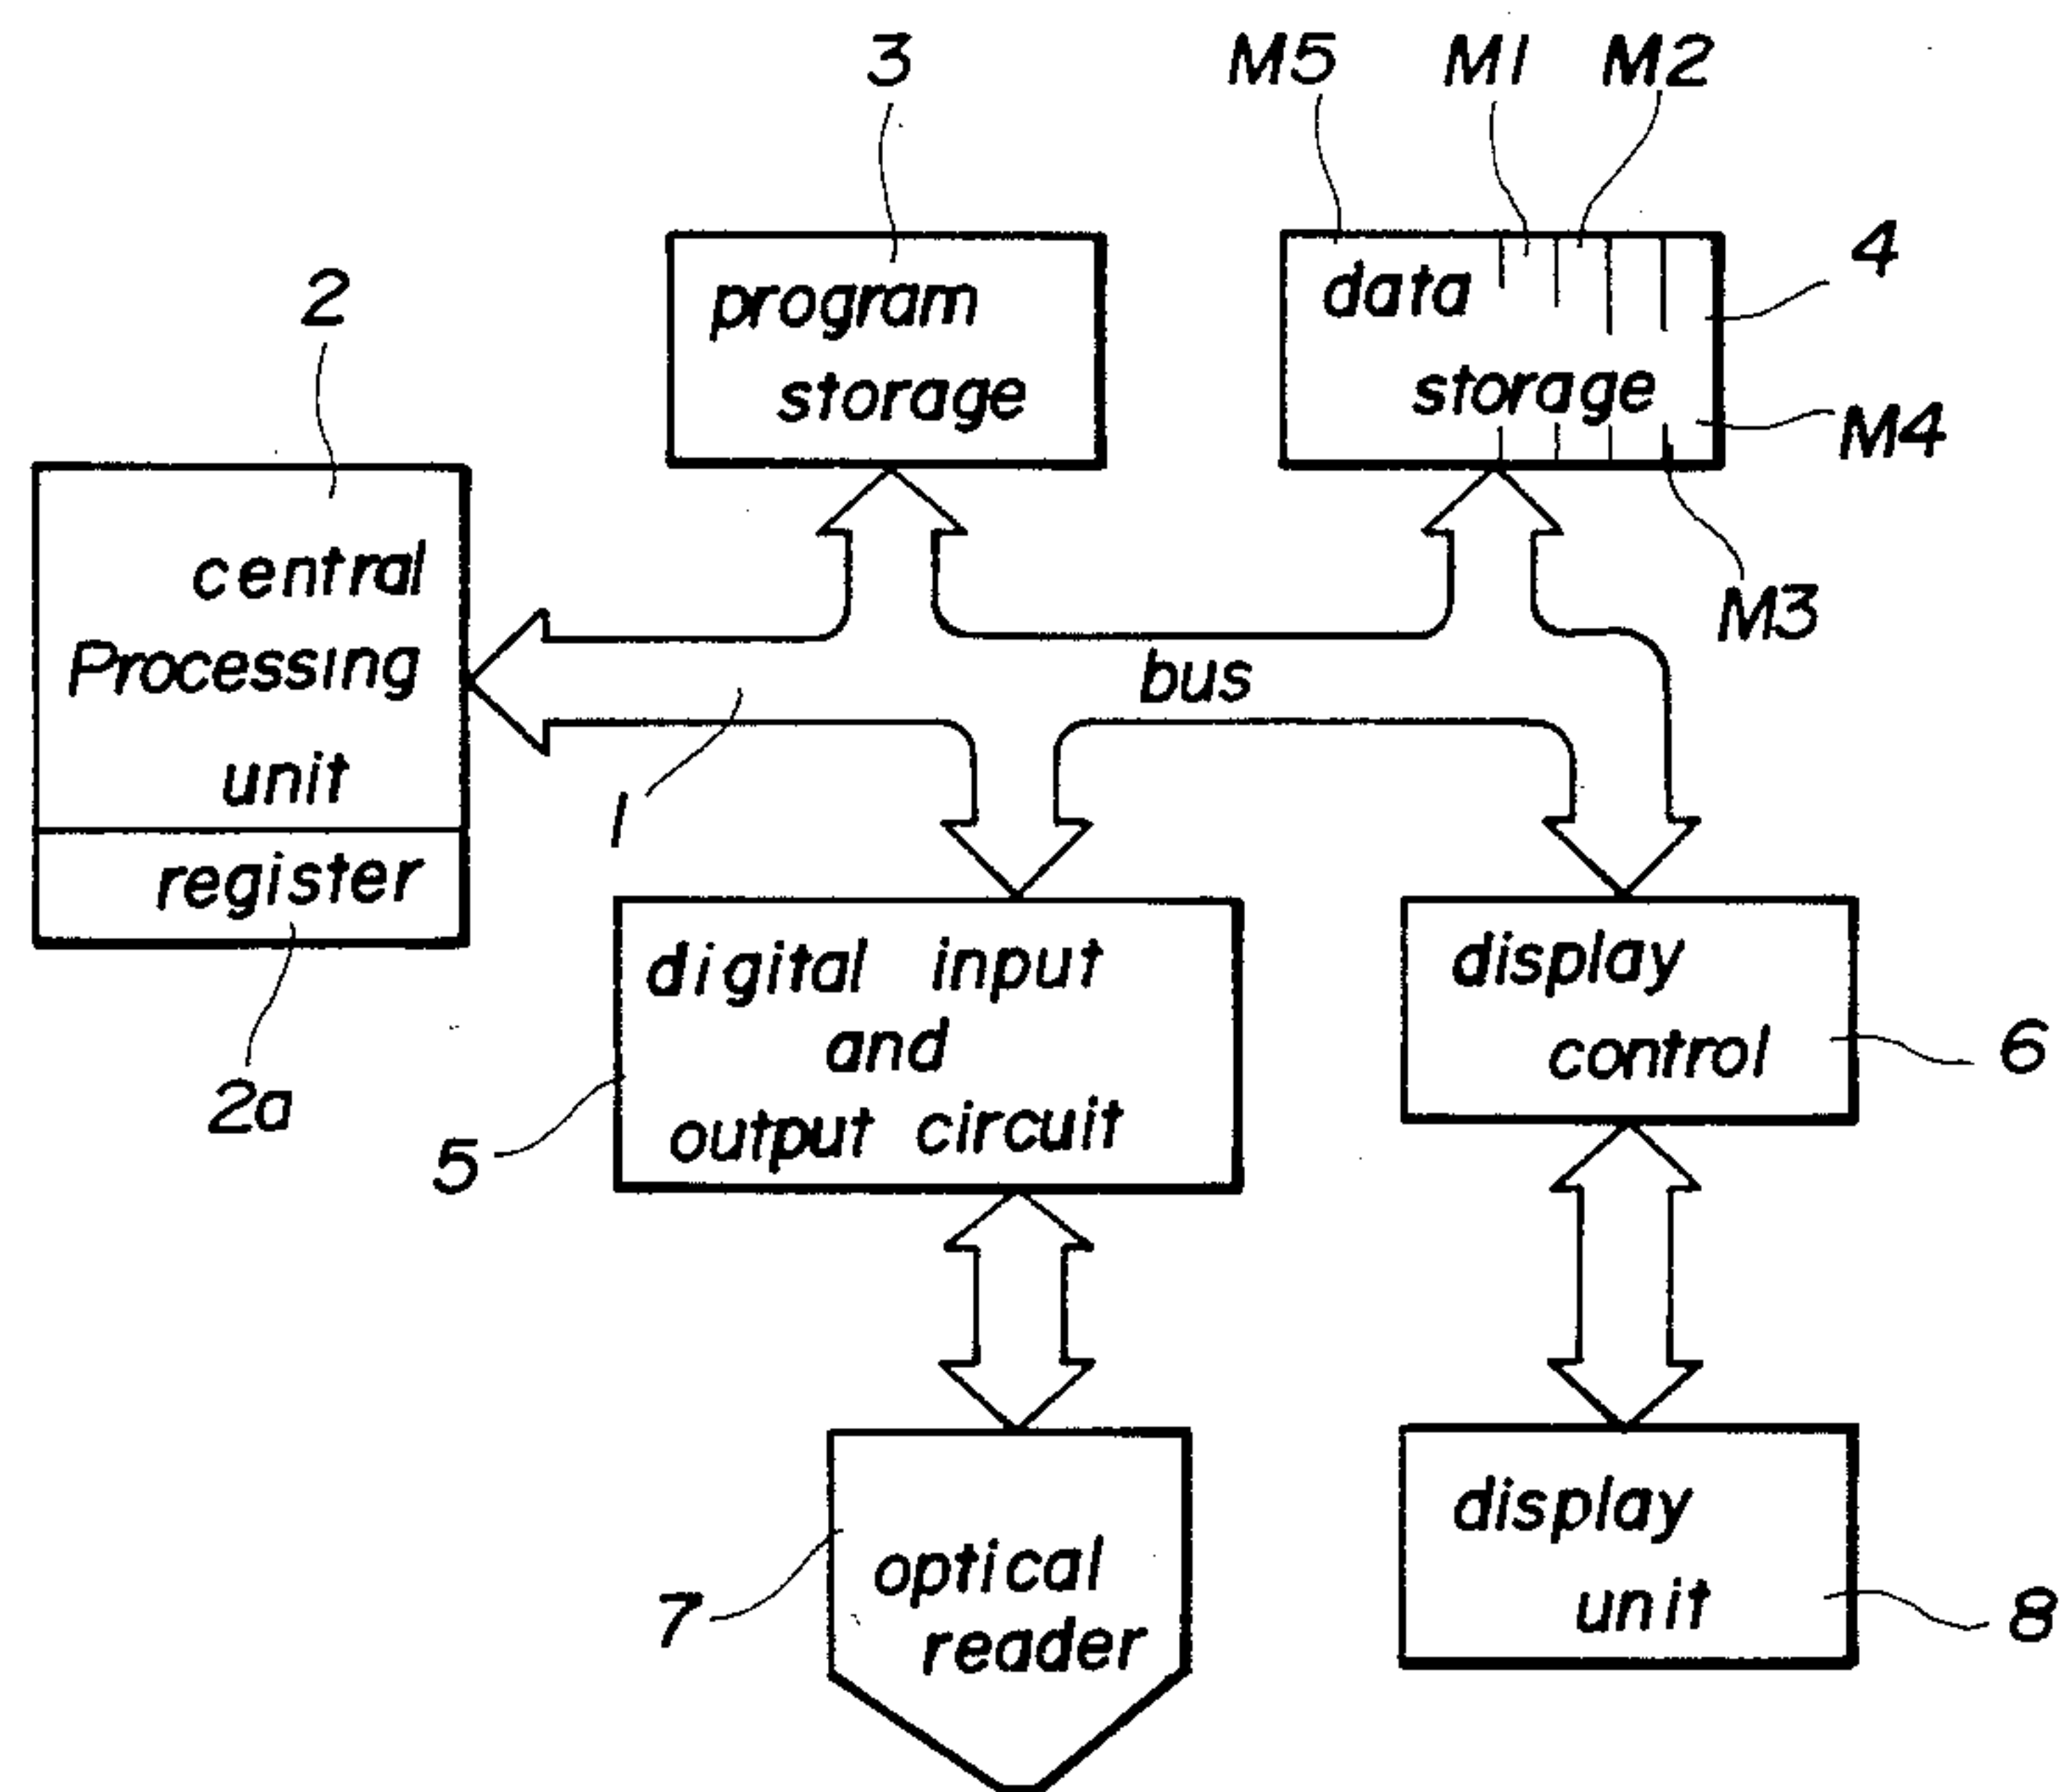 3
M5 M1 M2
2
program
storage
data
storage
4
M4
M3
central
Processing
unit
register
2a
bus
1
digital input
and
output circuit
5
display
control
6
optical
reader
7
display
unit
8